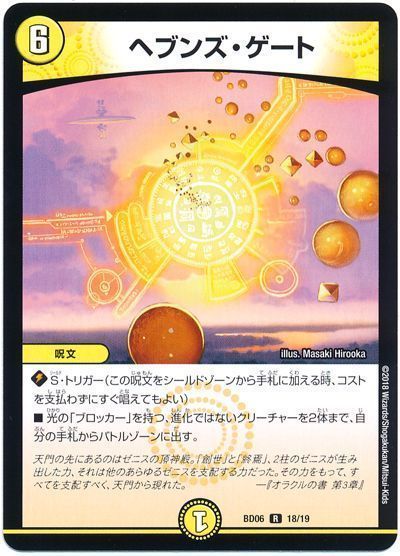 6
ヘブンズ・ゲート
呪文
illus. Masaki Hirooka
S・トリガー(この呪文をシールドゾーンから手札に加える時、コスト
を支払わずにすぐ唱えてもよい)
■光の「ブロッカー」を持つ、進化ではないクリーチャーを2体まで、自
分の手札からバトルゾーンに出す。
天門の先にあるのはゼニスの頂神殿。「創世」と「終焉」、2柱のゼニスが生み
出した力、それは他のあらゆるゼニスを支配する力だった。その力をもって、す
べてを支配すべく、天門から現れた。 ―『オラクルの書 第3章』
©2018 Wizards/Shogakukan/Mitsui-Kids
1
BD06 R 18/19